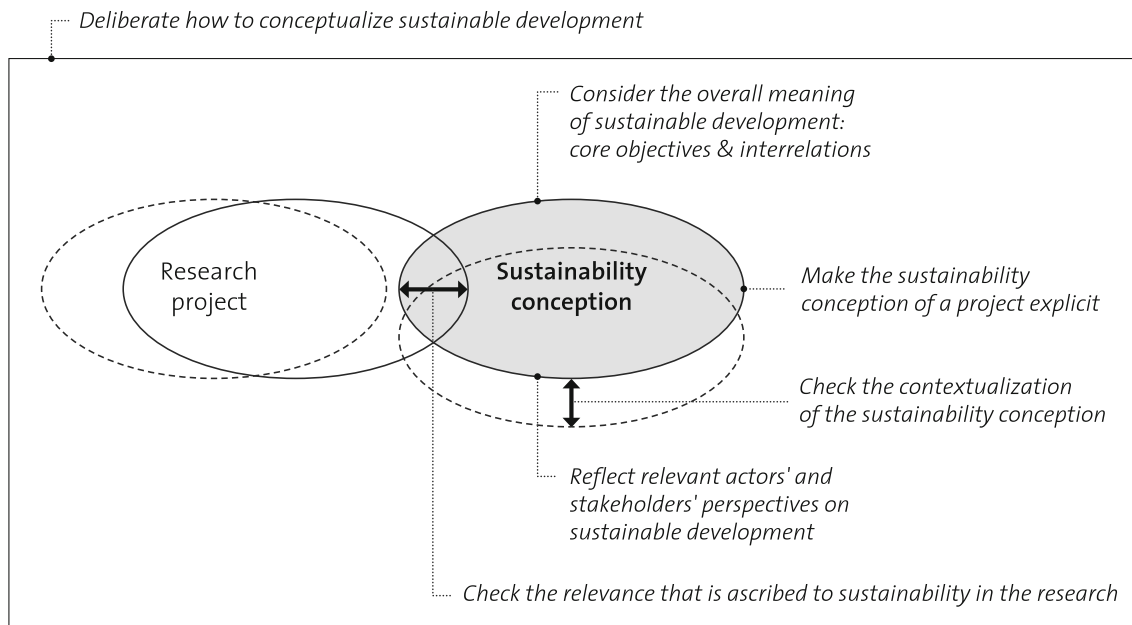 Deliberate how to conceptualize sustainable development
Consider the overall meaning
of sustainable development:
core objectives & interrelations
Research
project
Sustainability
conception
Make the sustainability
conception of a project explicit
Check the contextualization
of the sustainability conception
Reflect relevant actors' and
stakeholders' perspectives on
sustainable development
Check the relevance that is ascribed to sustainability in the research